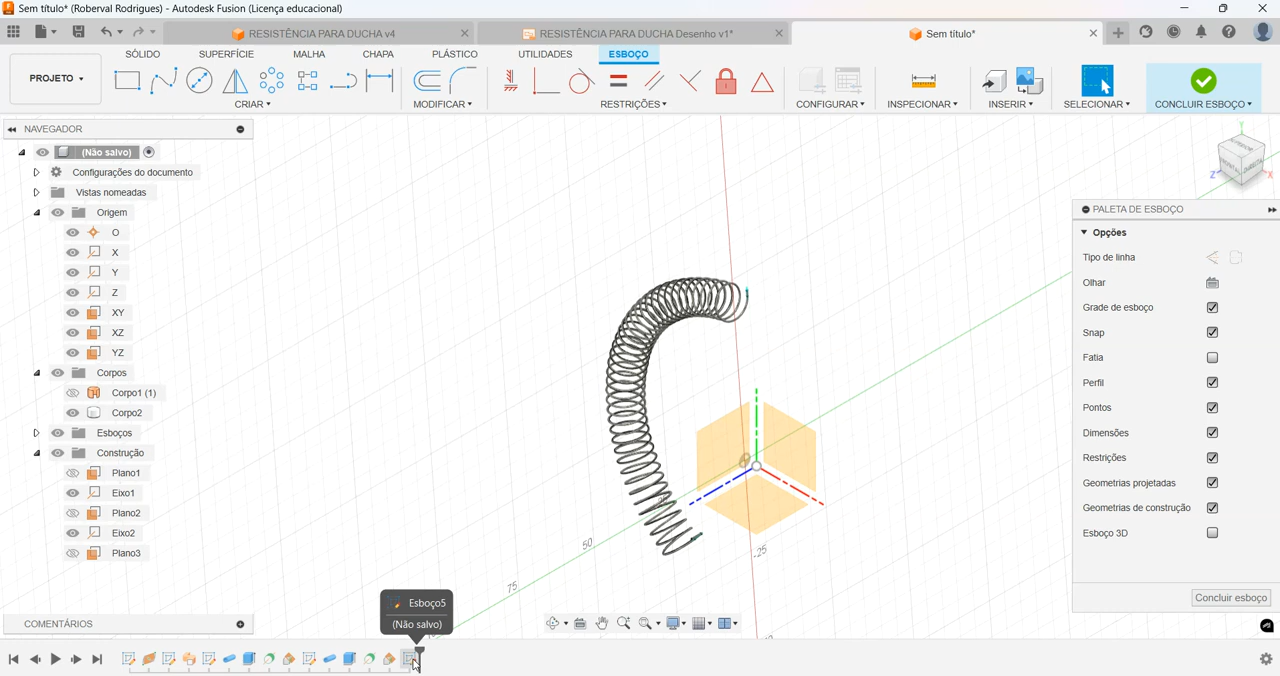 Sem título* (Roberval Rodrigues) - Autodesk Fusion (Licença educacional)
RESISTÊNCIA PARA DUCHA v4
RESISTÊNCIA PARA DUCHA Desenho v1*
Sem título*
SÓLIDO SUPERFÍCIE MALHA CHAPA PLÁSTICO UTILIDADES ESBOÇO
PROJETO
CRIAR MODIFICAR RESTRIÇÕES CONFIGURAR INSPECIONAR INSERIR SELECIONAR CONCLUIR ESBOÇO
NAVEGADOR
(Não salvo)
Configurações do documento
Vistas nomeadas
Origem
O
X
Y
Z
XY
XZ
YZ
Corpos
Corpo1 (1)
Corpo2
Esboços
Construção
Plano1
Eixo1
Plano2
Eixo2
Plano3
COMENTÁRIOS
Esboço5
(Não salvo)
25
50
75
-25
Y
Z
X
PALETA DE ESBOÇO
Opções
Tipo de linha
Olhar
Grade de esboço
Snap
Fatia
Perfil
Pontos
Dimensões
Restrições
Geometrias projetadas
Geometrias de construção
Esboço 3D
Concluir esboço